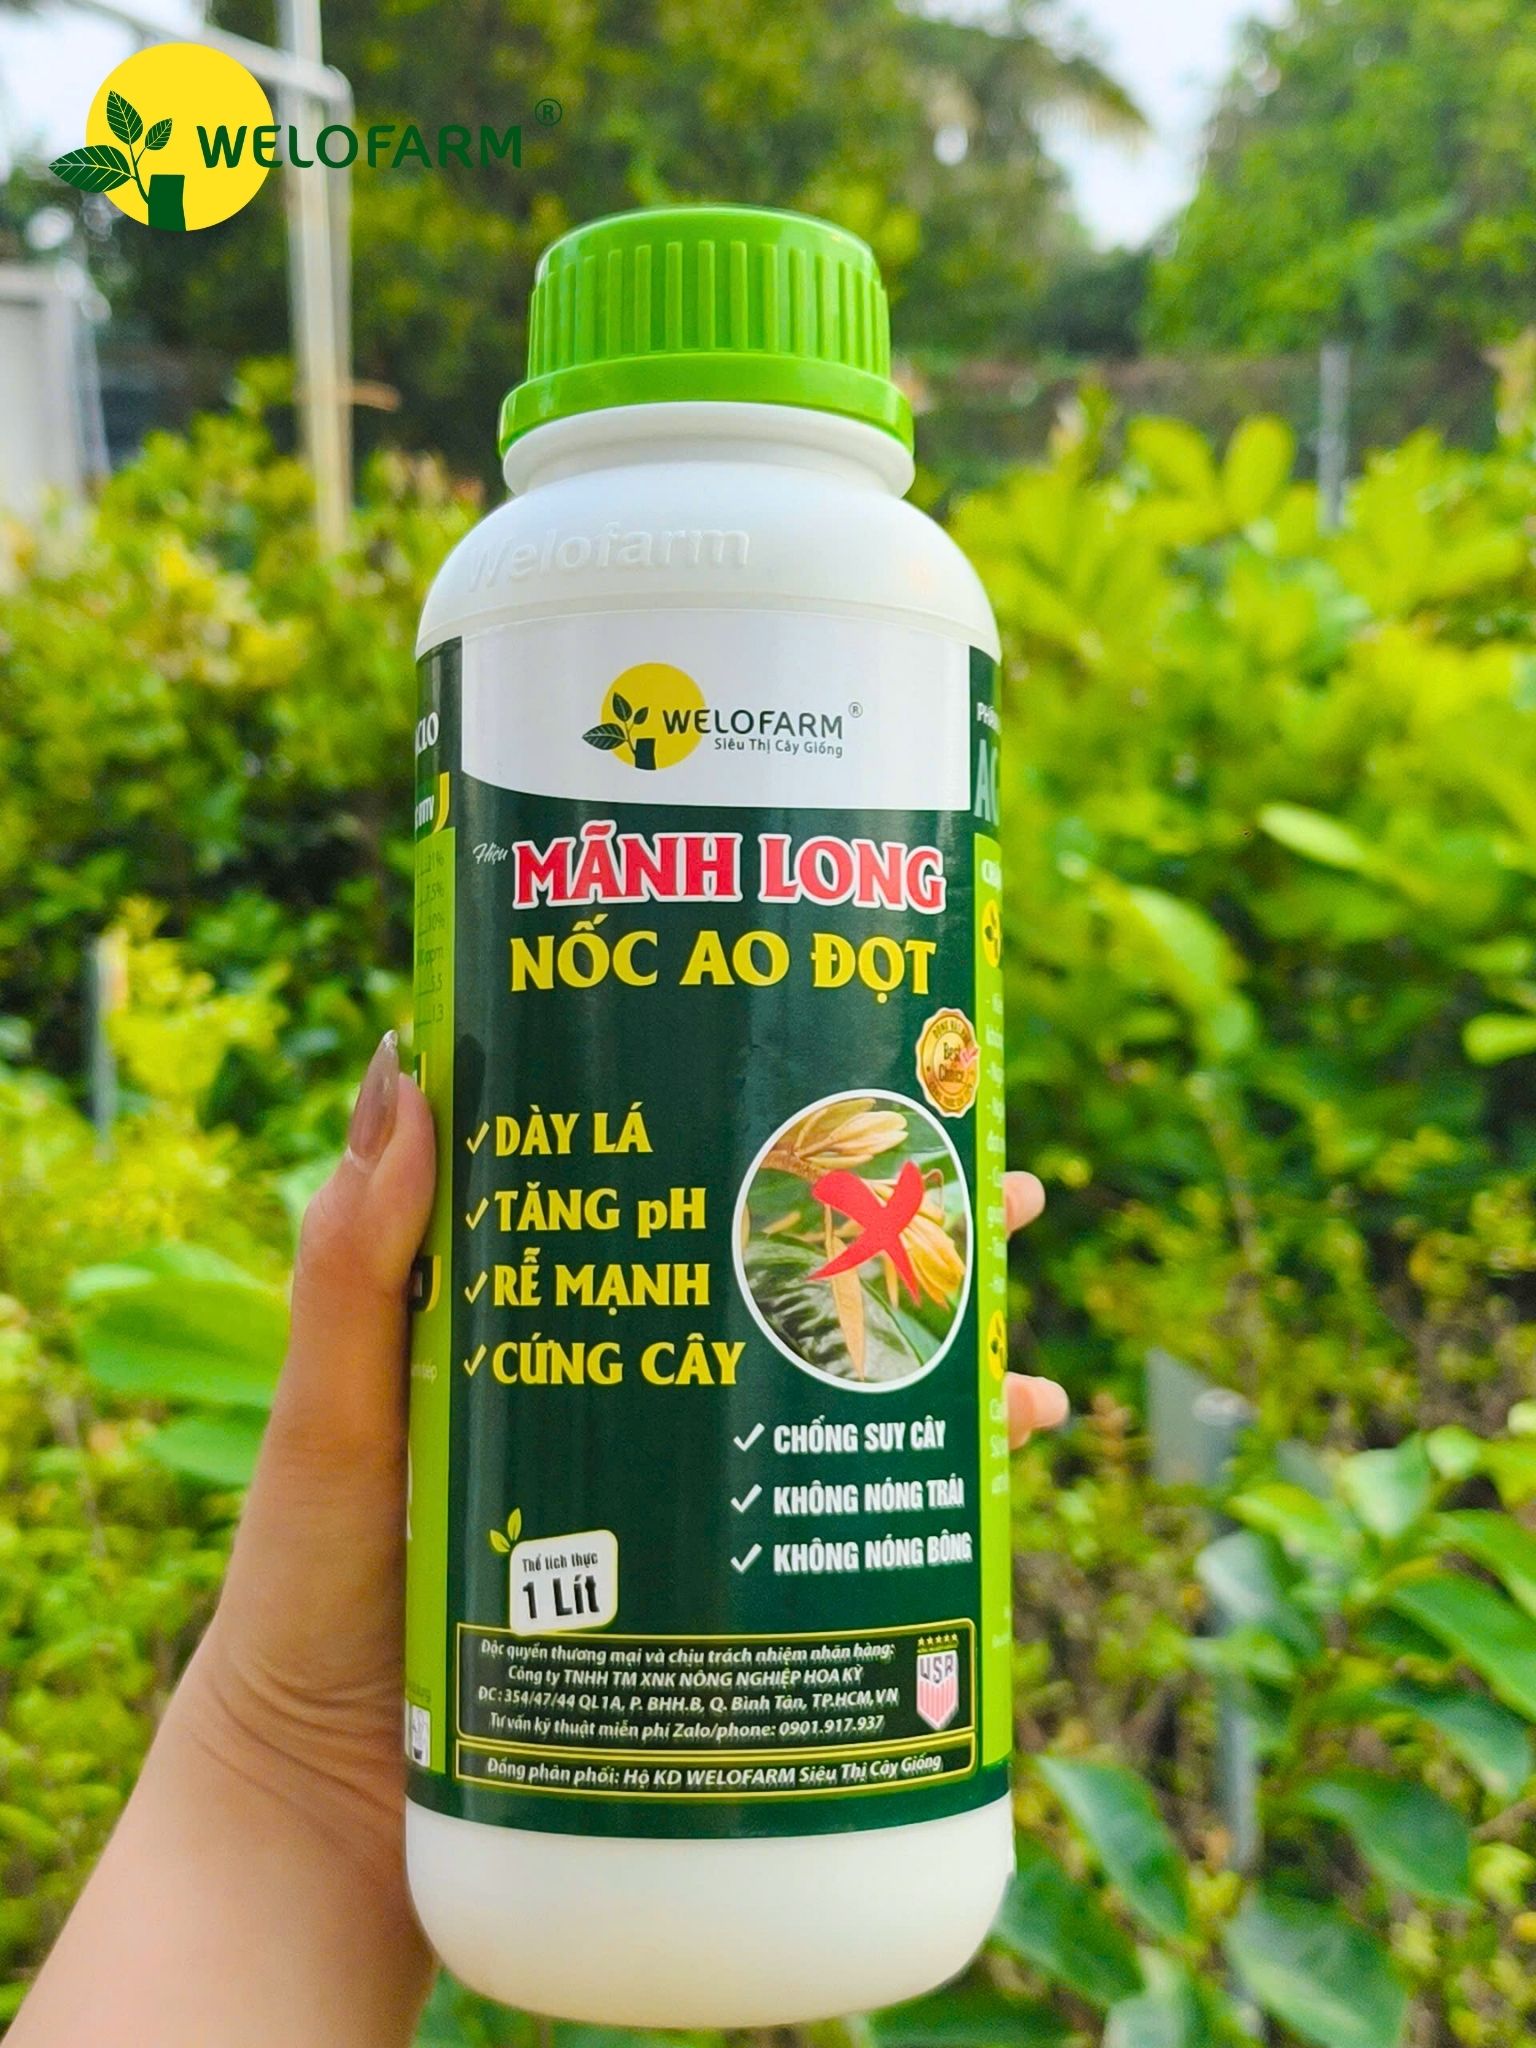 WELOFARM®
Welofarm
WELOFARM®
Siêu Thị Cây Giống
Hiệu
MÃNH LONG
NỐC AO ĐỌT
Best
Choice
DÀY LÁ
TĂNG pH
RỄ MẠNH
CỨNG CÂY
CHỐNG SUY CÂY
KHÔNG NÓNG TRÁI
KHÔNG NÓNG BÔNG
Thể tích thực
1 Lít
Độc quyền thương mại và chịu trách nhiệm nhãn hàng:
Công ty TNHH TM XNK NÔNG NGHIỆP HOA KỲ
ĐC: 354/47/44 QL1A, P. BHH.B, Q. Bình Tân, TP.HCM,VN
Tư vấn kỹ thuật miễn phí Zalo/phone: 0901.917.937
USA
Đồng phân phối: Hộ KD WELOFARM Siêu Thị Cây Giống